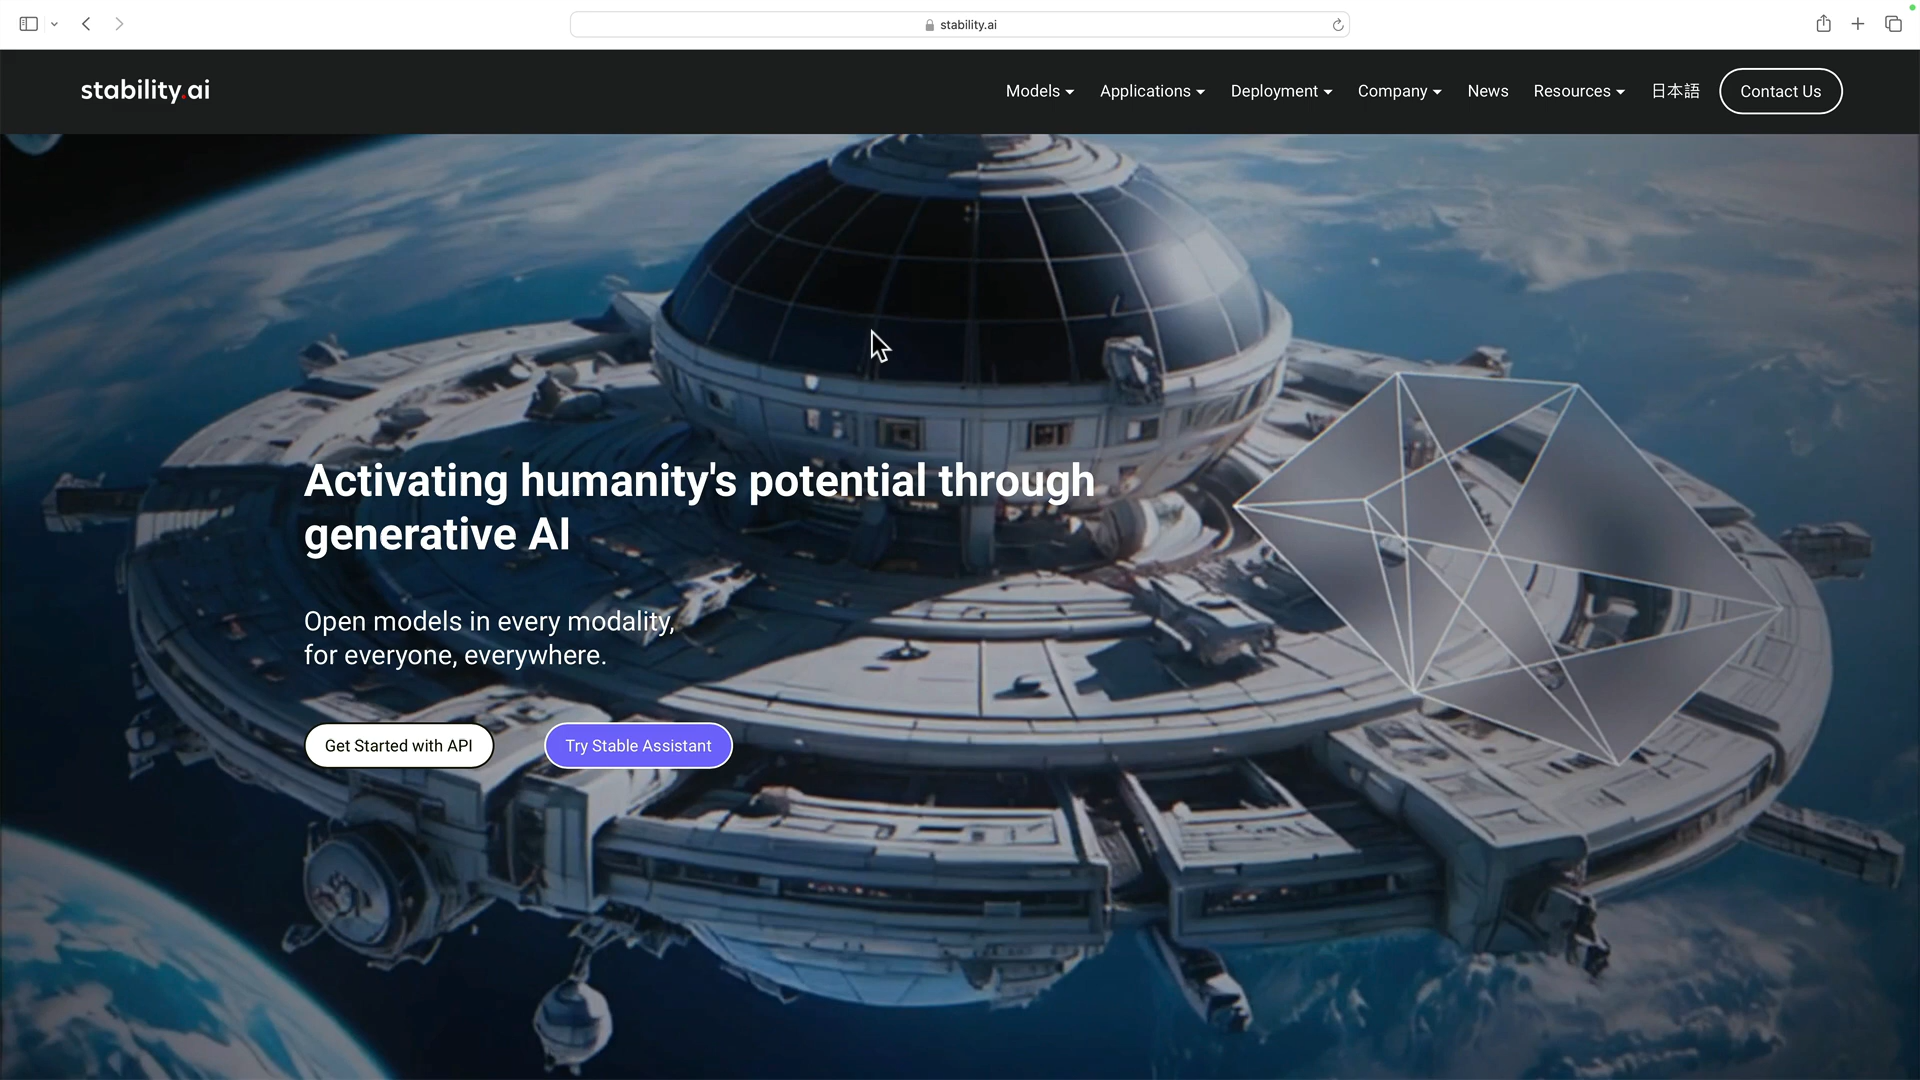 stability.ai
stability.ai
Models
Applications
Deployment
Company
News
Resources
日本語
Contact Us
Activating humanity's potential through
generative AI
Open models in every modality,
for everyone, everywhere.
Get Started with API
Try Stable Assistant